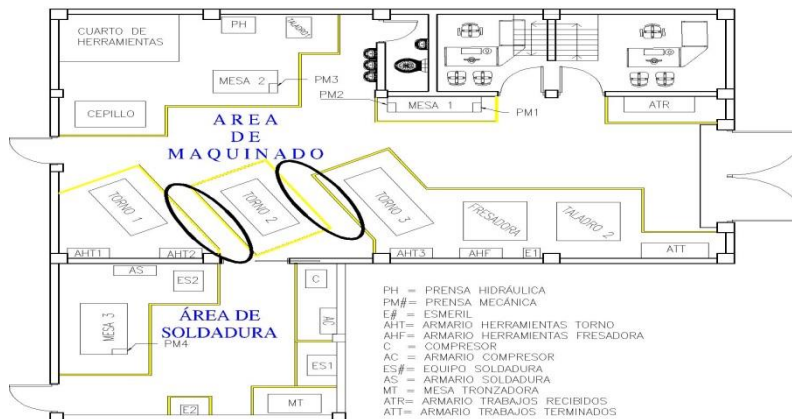 CUARTO DE
HERRAMIENTAS
PH
TALADRO1
MESA 2
PM3
CEPILLO
PM2
MESA 1
PM1
ATR
AREA
DE
MAQUINADO
TORNO 1
TORNO 2
TORNO 3
FRESADORA
TALADRO 2
AHT1
AHT2
AHT3
AHF
E1
ATT
AS
ES2
C
AC
MESA 3
ÁREA DE
SOLDADURA
PM4
ES1
E2
MT
PH = PRENSA HIDRÁULICA
PM#= PRENSA MECÁNICA
E# = ESMERIL
AHT= ARMARIO HERRAMIENTAS TORNO
AHF= ARMARIO HERRAMIENTAS FRESADORA
C = COMPRESOR
AC = ARMARIO COMPRESOR
ES#= EQUIPO SOLDADURA
AS = ARMARIO SOLDADURA
MT = MESA TRONZADORA
ATR= ARMARIO TRABAJOS RECIBIDOS
ATT= ARMARIO TRABAJOS TERMINADOS